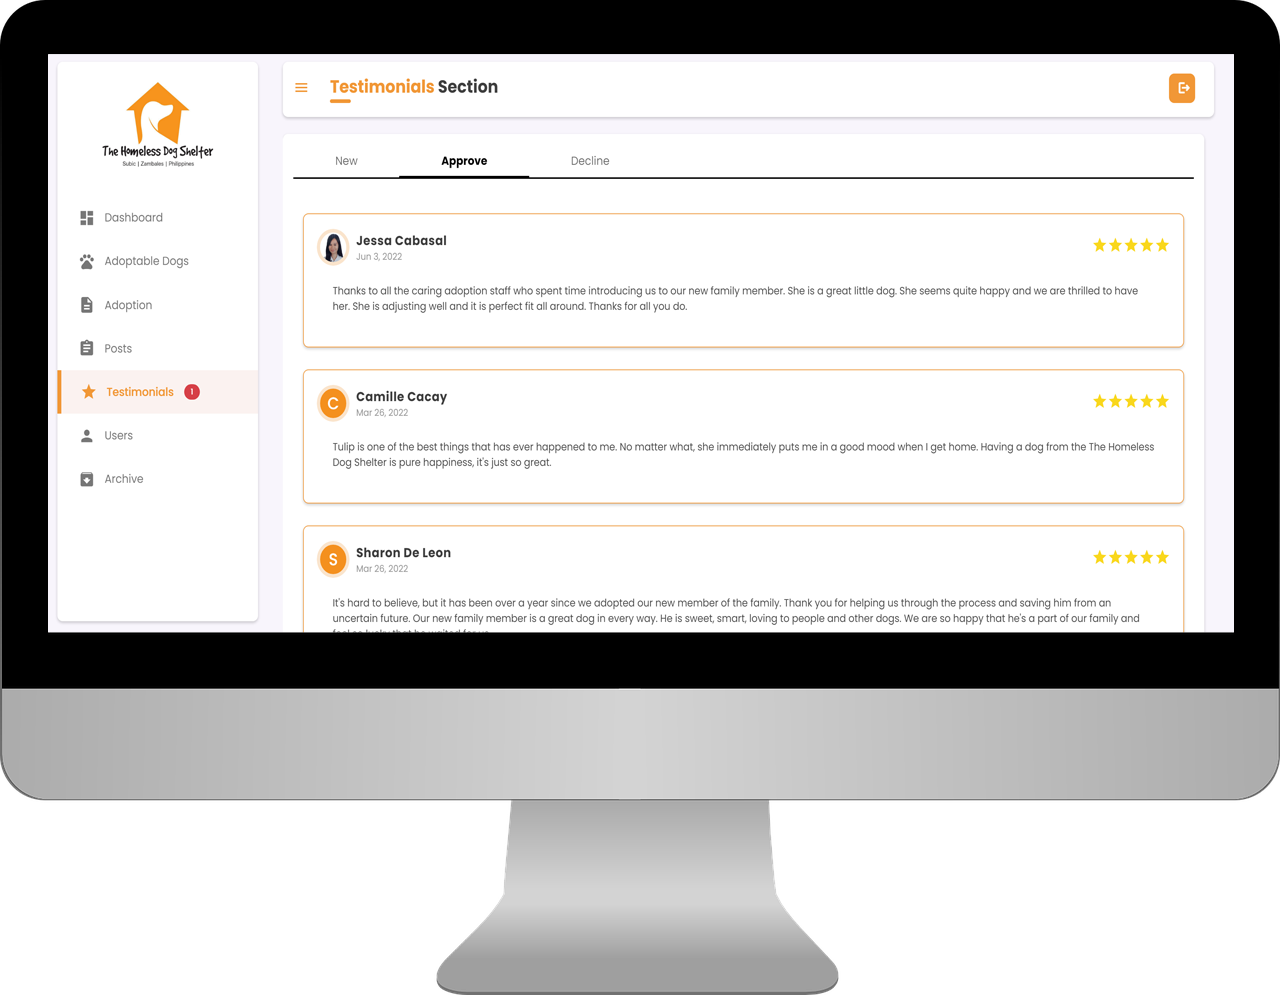 The Homeless Dog Shelter
Subic | Zambales | Philippines
Dashboard
Adoptable Dogs
Adoption
Posts
Testimonials 1
Users
Archive
Testimonials Section
New Approve Decline
Jessa Cabasal
Jun 3, 2022
Thanks to all the caring adoption staff who spent time introducing us to our new family member. She is a great little dog. She seems quite happy and we are thrilled to have
her. She is adjusting well and it is perfect fit all around. Thanks for all you do.
C
Camille Cacay
Mar 26, 2022
Tulip is one of the best things that has ever happened to me. No matter what, she immediately puts me in a good mood when I get home. Having a dog from the The Homeless
Dog Shelter is pure happiness, it's just so great.
S
Sharon De Leon
Mar 26, 2022
It's hard to believe, but it has been over a year since we adopted our new member of the family. Thank you for helping us through the process and saving him from an
uncertain future. Our new family member is a great dog in every way. He is sweet, smart, loving to people and other dogs. We are so happy that he's a part of our family and